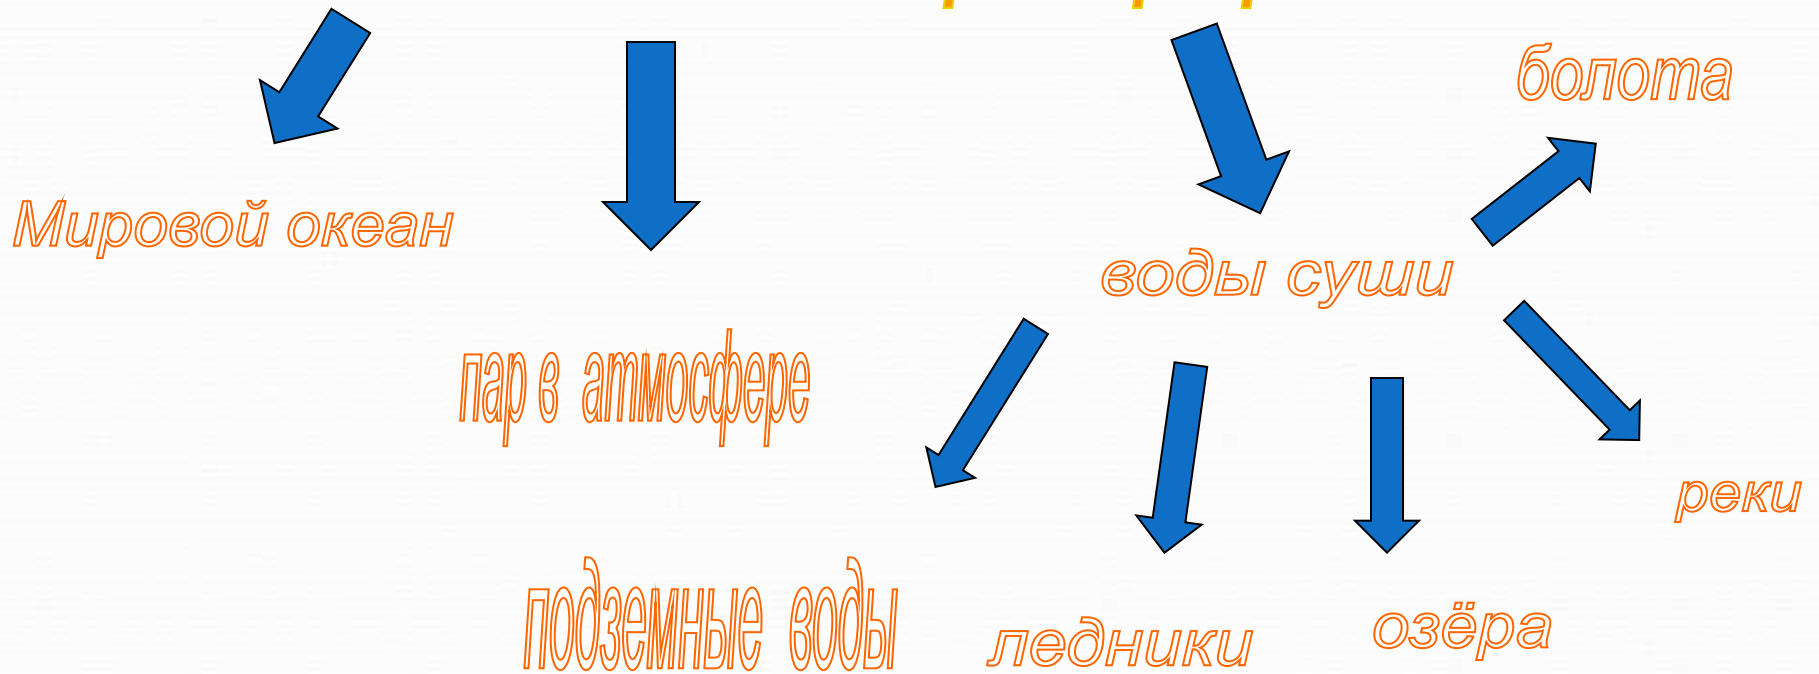 болота
Мировой океан
воды суши
пар в атмосфере
реки
подземные воды
ледники
озёра